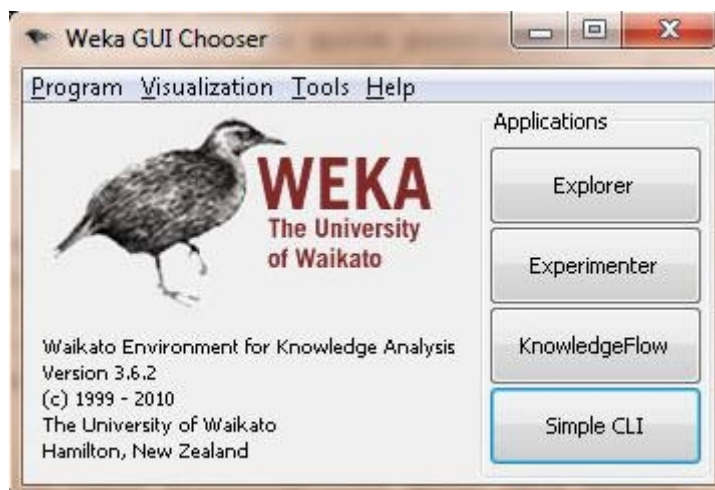 Weka GUI Chooser
Program Visualization Tools Help
WEKA
The University
of Waikato
Waikato Environment for Knowledge Analysis
Version 3.6.2
(c) 1999 - 2010
The University of Waikato
Hamilton, New Zealand
Applications
Explorer
Experimenter
KnowledgeFlow
Simple CLI